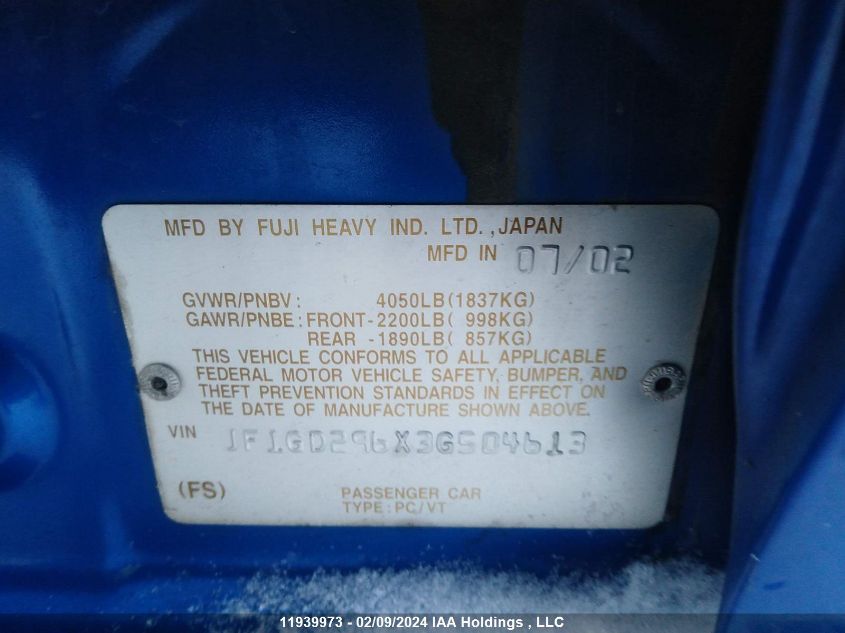 MFD BY FUJI HEAVY IND. LTD. ,JAPAN
MFD IN 07/02
GVWR/PNBV : 4050LB(1837KG)
GAWR/PNBE : FRONT-2200LB( 998KG)
REAR -1890LB( 857KG)
THIS VEHICLE CONFORMS TO ALL APPLICABLE
FEDERAL MOTOR VEHICLE SAFETY, BUMPER, AND
THEFT PREVENTION STANDARDS IN EFFECT ON
THE DATE OF MANUFACTURE SHOWN ABOVE.
VIN JF1GD296X3G504613
(FS) PASSENGER CAR
TYPE : PC/VT
11939973 - 02/09/2024 IAA Holdings , LLC